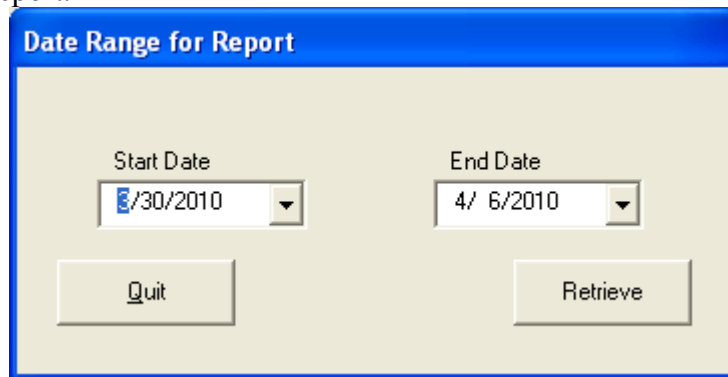 Date Range for Report
Start Date End Date
3/30/2010 4/ 6/2010
Quit Retrieve